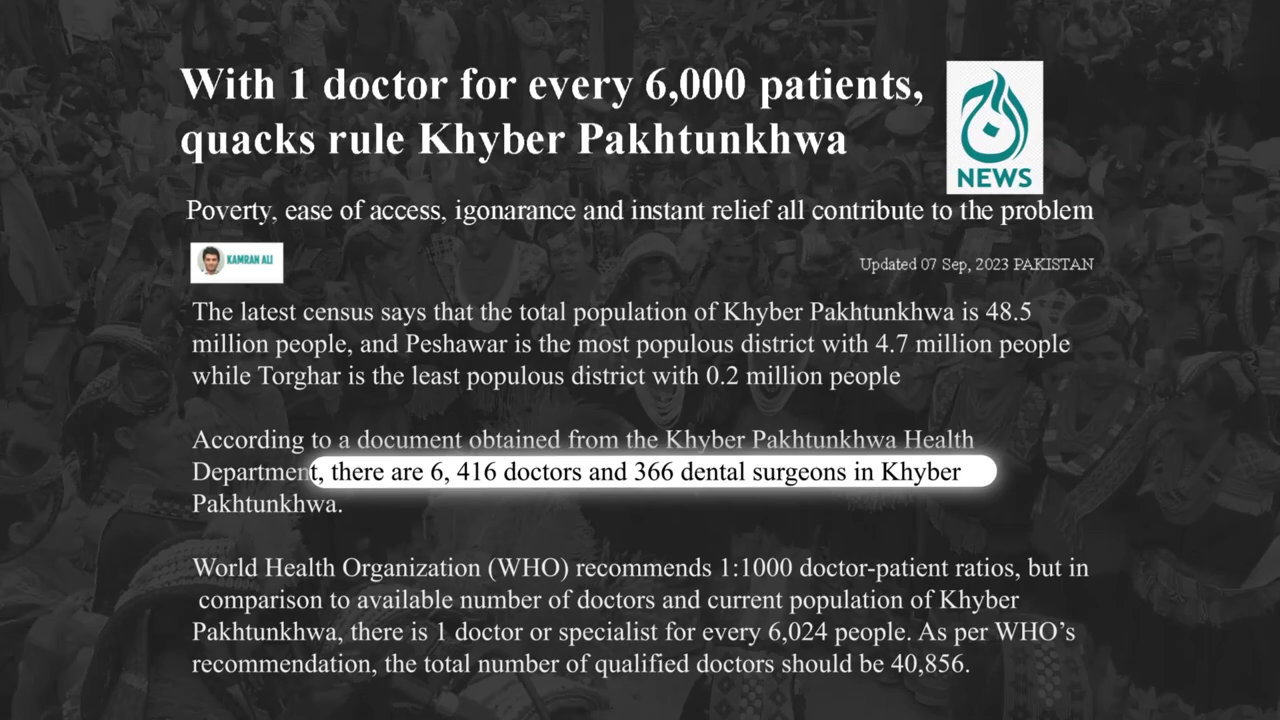 With 1 doctor for every 6,000 patients,
quacks rule Khyber Pakhtunkhwa
آج
NEWS
Poverty, ease of access, igonarance and instant relief all contribute to the problem
KAMRAN ALI
Updated 07 Sep, 2023 PAKISTAN
The latest census says that the total population of Khyber Pakhtunkhwa is 48.5
million people, and Peshawar is the most populous district with 4.7 million people
while Torghar is the least populous district with 0.2 million people
According to a document obtained from the Khyber Pakhtunkhwa Health
Department, there are 6, 416 doctors and 366 dental surgeons in Khyber
Pakhtunkhwa.
World Health Organization (WHO) recommends 1:1000 doctor-patient ratios, but in
comparison to available number of doctors and current population of Khyber
Pakhtunkhwa, there is 1 doctor or specialist for every 6,024 people. As per WHO’s
recommendation, the total number of qualified doctors should be 40,856.